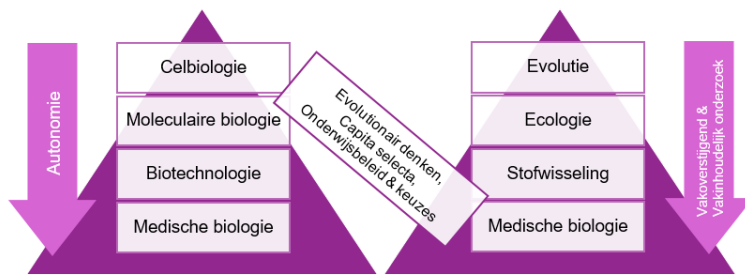 Autonomie
Celbiologie
Moleculaire biologie
Biotechnologie
Medische biologie
Evolutionair denken,
Capita selecta,
Onderwijsbeleid & keuzes
Evolutie
Ecologie
Stofwisseling
Medische biologie
Vakoverstijgend &
Vakinhoudelijk onderzoek